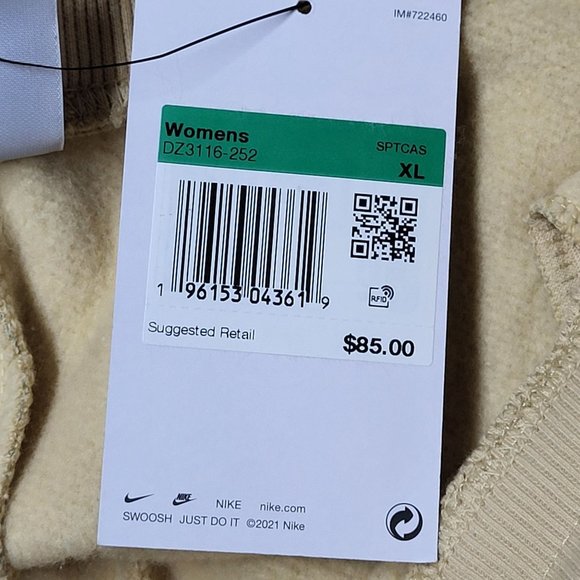 IM#722460
Womens
DZ3116-252
SPTCAS
XL
1 96153 04361 9
RFID
Suggested Retail
$85.00
NIKE
NIKE nike.com
SWOOSH JUST DO IT ©2021 Nike